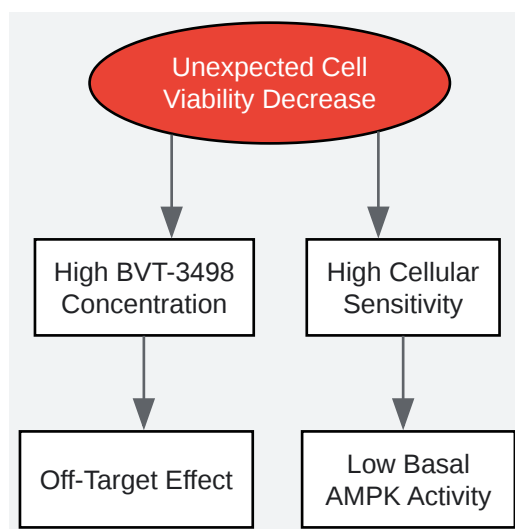 Unexpected Cell
Viability Decrease
High BVT-3498
Concentration
High Cellular
Sensitivity
Off-Target Effect
Low Basal
AMPK Activity